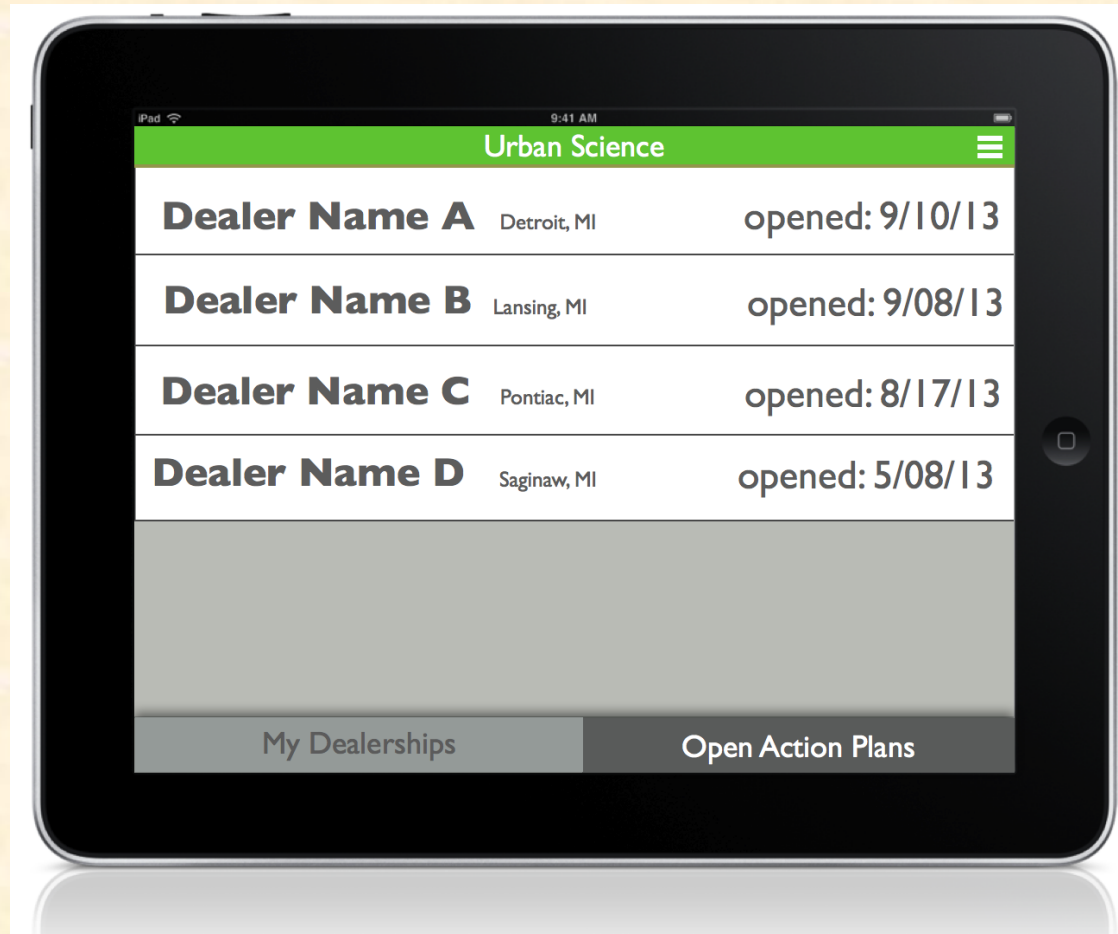 iPad 9:41 AM
Urban Science
Dealer Name A Detroit, MI opened: 9/10/13
Dealer Name B Lansing, MI opened: 9/08/13
Dealer Name C Pontiac, MI opened: 8/17/13
Dealer Name D Saginaw, MI opened: 5/08/13
My Dealerships Open Action Plans